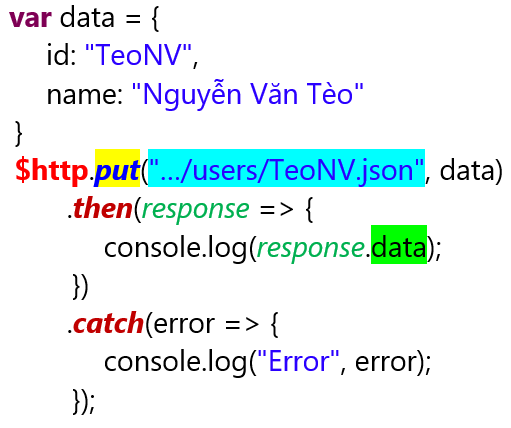 var data = {
id: "TeoNV",
name: "Nguyễn Văn Tèo"
}
$http.put(".../users/TeoNV.json", data)
.then(response => {
console.log(response.data);
})
.catch(error => {
console.log("Error", error);
});